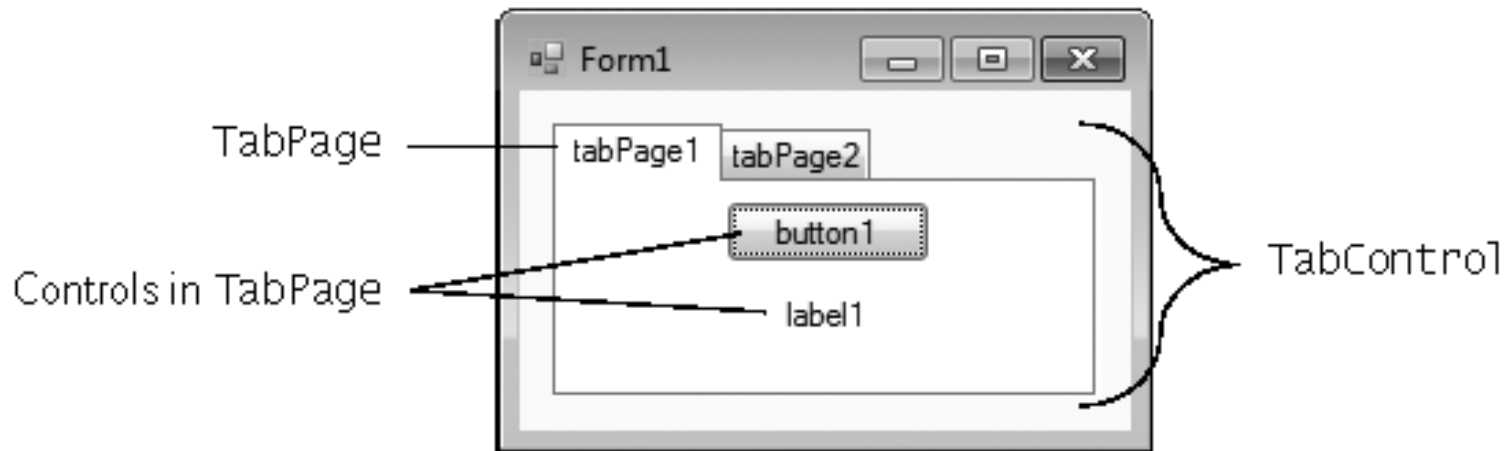 Form1
TabPage
tabPage1
tabPage2
button1
TabControl
Controls in TabPage
label1